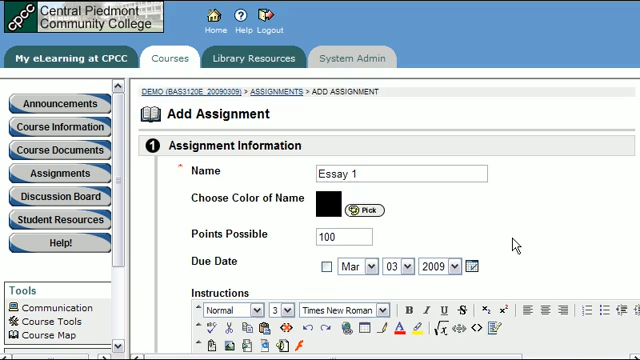 CPCC
Central Piedmont
Community College
Home
Help
Logout
My eLearning at CPCC
Courses
Library Resources
System Admin
DEMO (BAS3120E_20090309) > ASSIGNMENTS > ADD ASSIGNMENT
Add Assignment
Announcements
Course Information
Course Documents
Assignments
Discussion Board
Student Resources
Help!
Tools
Communication
Course Tools
Course Map
1 Assignment Information
* Name
Essay 1
Choose Color of Name
Pick
Points Possible
100
Due Date
Mar 03 2009
Instructions
Normal 3 Times New Roman B I U S x² x₂
ABC √x <>